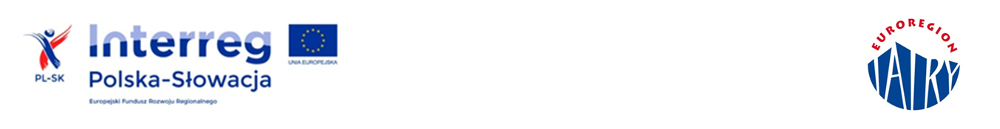 PL-SK
Interreg
Polska-Słowacja
Europejski Fundusz Rozwoju Regionalnego
UNIA EUROPEJSKA
EUROREGION
TATRY